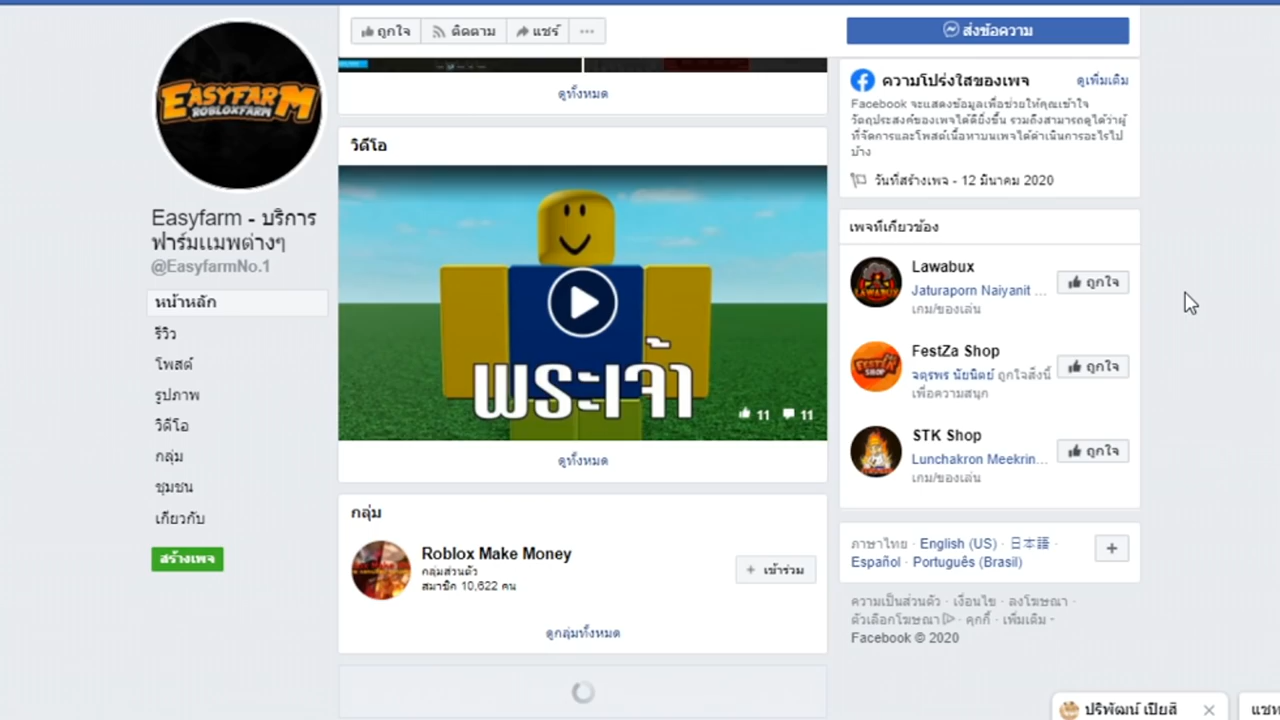 EASYFARM
ROBLOXFARM
Easyfarm - บริการ
ฟาร์มแมพต่างๆ
@EasyfarmNo.1
หน้าหลัก
รีวิว
โพสต์
รูปภาพ
วิดีโอ
กลุ่ม
ชุมชน
เกี่ยวกับ
สร้างเพจ
ถูกใจ
ติดตาม
แชร์
ดูทั้งหมด
วิดีโอ
พระเจ้า
11
11
ดูทั้งหมด
กลุ่ม
Roblox Make Money
กลุ่มส่วนตัว
สมาชิก 10,622 คน
+ เข้าร่วม
ดูกลุ่มทั้งหมด
ส่งข้อความ
ความโปร่งใสของเพจ
ดูเพิ่มเติม
Facebook จะแสดงข้อมูลเพื่อช่วยให้คุณเข้าใจ
วัตถุประสงค์ของเพจได้ดียิ่งขึ้น รวมถึงสามารถดูได้ว่าผู้
ที่จัดการและโพสต์เนื้อหาบนเพจได้ดำเนินการอะไรไป
บ้าง
วันที่สร้างเพจ - 12 มีนาคม 2020
เพจที่เกี่ยวข้อง
Lawabux
Jaturaporn Naiyanit ...
เกม/ของเล่น
ถูกใจ
FestZa Shop
จตุรพร นัยนิตย์ ถูกใจสิ่งนี้
เพื่อความสนุก
ถูกใจ
STK Shop
Lunchakron Meekrin...
เกม/ของเล่น
ถูกใจ
ภาษาไทย · English (US) · 日本語 ·
Español · Português (Brasil)
+
ความเป็นส่วนตัว · เงื่อนไข · ลงโฆษณา ·
ตัวเลือกโฆษณา · คุกกี้ · เพิ่มเติม
Facebook © 2020
ปริพัฒน์ เปียสิ
แชท